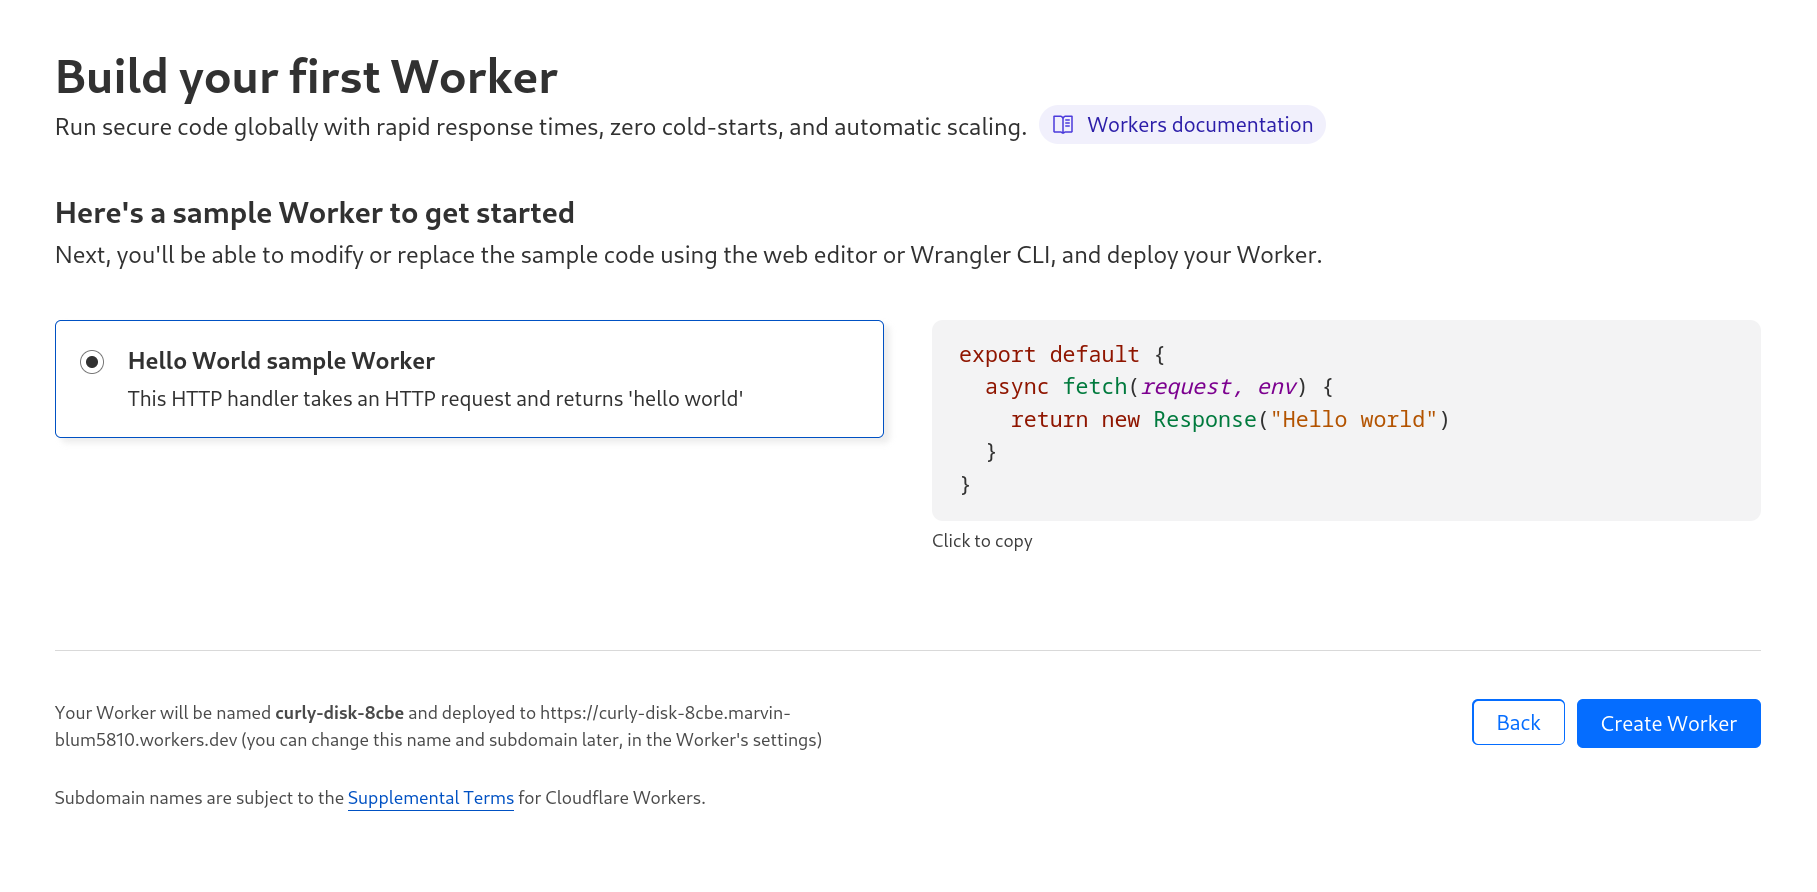 Build your first Worker
Run secure code globally with rapid response times, zero cold-starts, and automatic scaling. Workers documentation
Here's a sample Worker to get started
Next, you'll be able to modify or replace the sample code using the web editor or Wrangler CLI, and deploy your Worker.
Hello World sample Worker
This HTTP handler takes an HTTP request and returns 'hello world'
export default {
  async fetch(request, env) {
    return new Response("Hello world")
  }
}
Click to copy
Your Worker will be named curly-disk-8cbe and deployed to https://curly-disk-8cbe.marvin-
blum5810.workers.dev (you can change this name and subdomain later, in the Worker's settings)
Back
Create Worker
Subdomain names are subject to the Supplemental Terms for Cloudflare Workers.